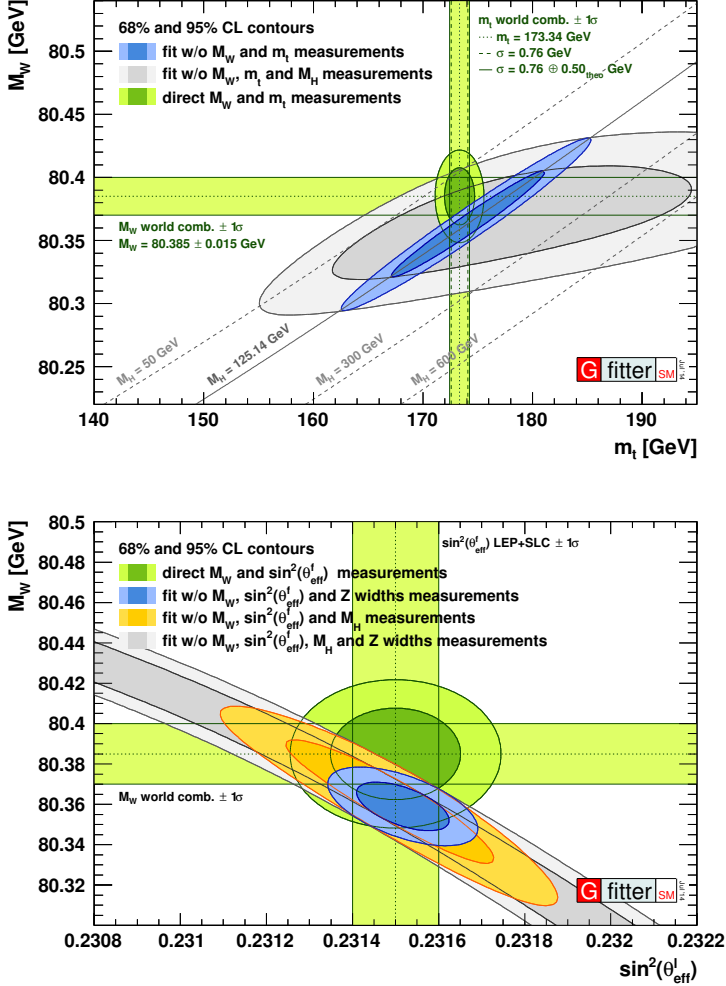 M_W [GeV]
80.5
80.45
80.4
80.35
80.3
80.25
68% and 95% CL contours
fit w/o M_W and m_t measurements
fit w/o M_W, m_t and M_H measurements
direct M_W and m_t measurements
m_t world comb. ± 1σ
m_t = 173.34 GeV
σ = 0.76 GeV
σ = 0.76 ⊕ 0.50_theo GeV
M_W world comb. ± 1σ
M_W = 80.385 ± 0.015 GeV
M_H = 50 GeV
M_H = 125.14 GeV
M_H = 300 GeV
M_H = 600 GeV
G fitter SM Jul '14
140 150 160 170 180 190
m_t [GeV]
M_W [GeV]
80.5
80.48
80.46
80.44
80.42
80.4
80.38
80.36
80.34
80.32
68% and 95% CL contours
direct M_W and sin²(θ^f_eff) measurements
fit w/o M_W, sin²(θ^f_eff) and Z widths measurements
fit w/o M_W, sin²(θ^f_eff) and M_H measurements
fit w/o M_W, sin²(θ^f_eff), M_H and Z widths measurements
sin²(θ^f_eff) LEP+SLC ± 1σ
M_W world comb. ± 1σ
G fitter SM Jul '14
0.2308 0.231 0.2312 0.2314 0.2316 0.2318 0.232 0.2322
sin²(θ^l_eff)